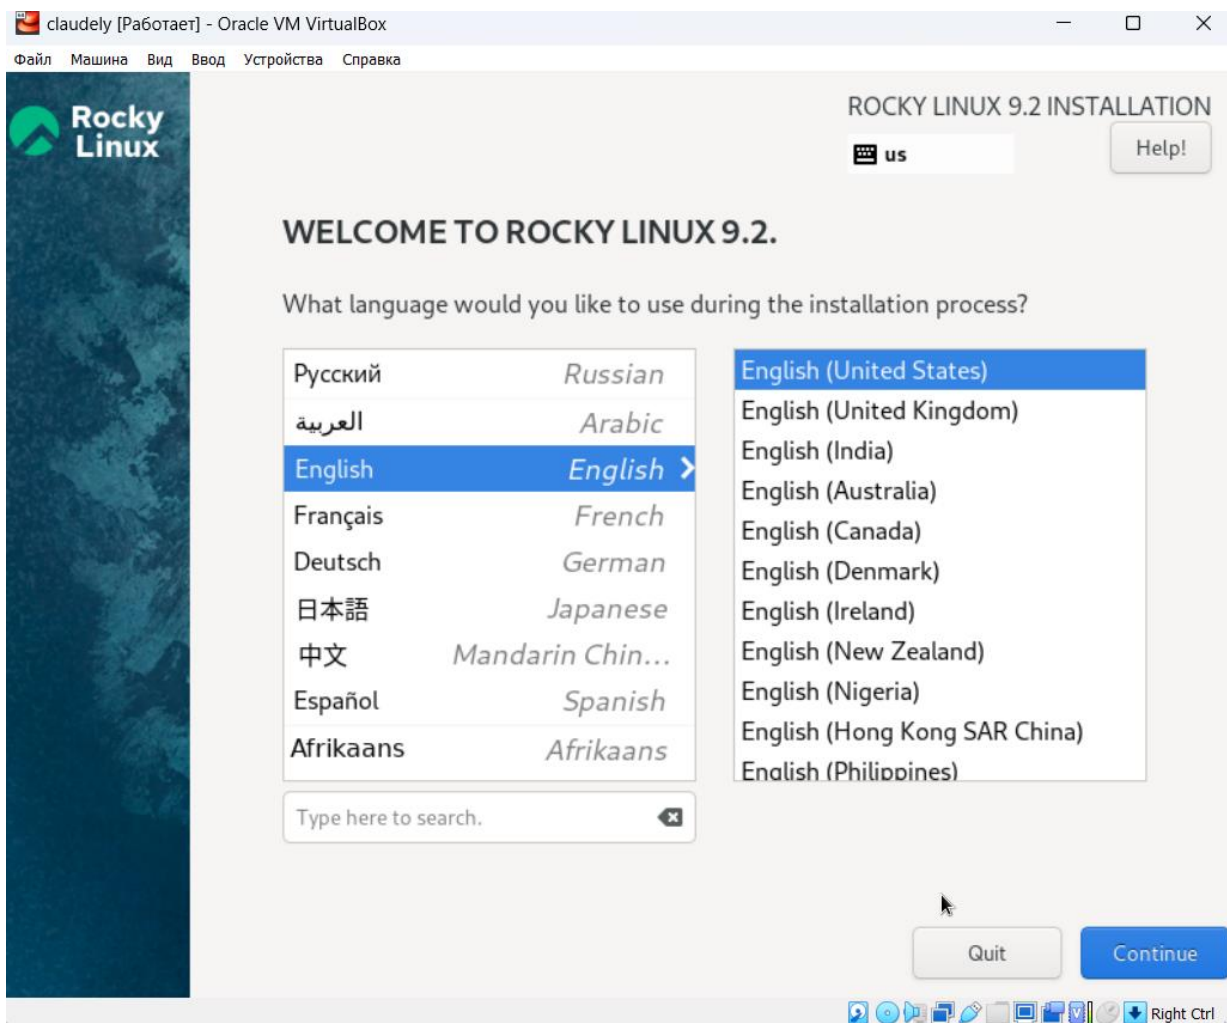 claudely [Работает] - Oracle VM VirtualBox
Файл Машина Вид Ввод Устройства Справка
Rocky
Linux
ROCKY LINUX 9.2 INSTALLATION
us
Help!
WELCOME TO ROCKY LINUX 9.2.
What language would you like to use during the installation process?
Русский Russian
العربية Arabic
English English
Français French
Deutsch German
日本語 Japanese
中文 Mandarin Chin...
Español Spanish
Afrikaans Afrikaans
English (United States)
English (United Kingdom)
English (India)
English (Australia)
English (Canada)
English (Denmark)
English (Ireland)
English (New Zealand)
English (Nigeria)
English (Hong Kong SAR China)
English (Philippines)
Type here to search.
Quit
Continue
Right Ctrl